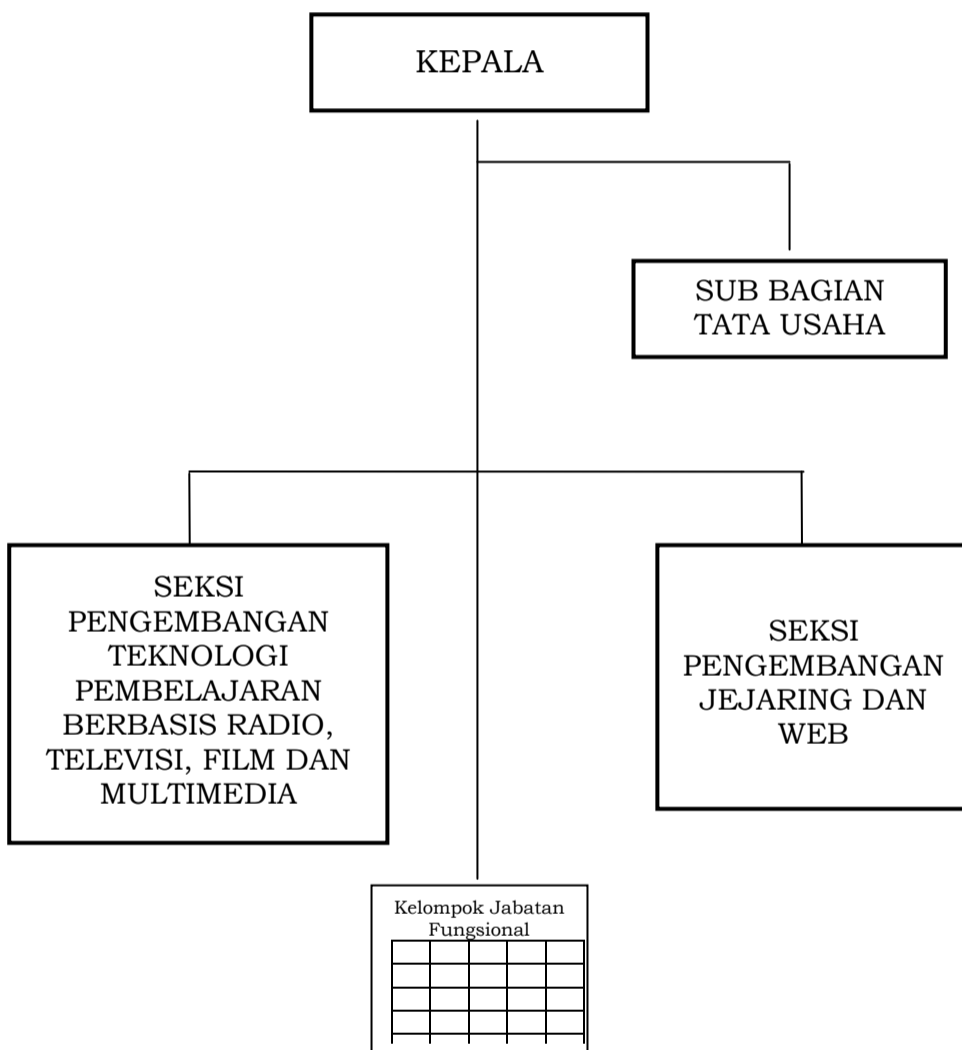 KEPALA
SUB BAGIAN
TATA USAHA
SEKSI
PENGEMBANGAN
TEKNOLOGI
PEMBELAJARAN
BERBASIS RADIO,
TELEVISI, FILM DAN
MULTIMEDIA
SEKSI
PENGEMBANGAN
JEJARING DAN
WEB
Kelompok Jabatan
Fungsional